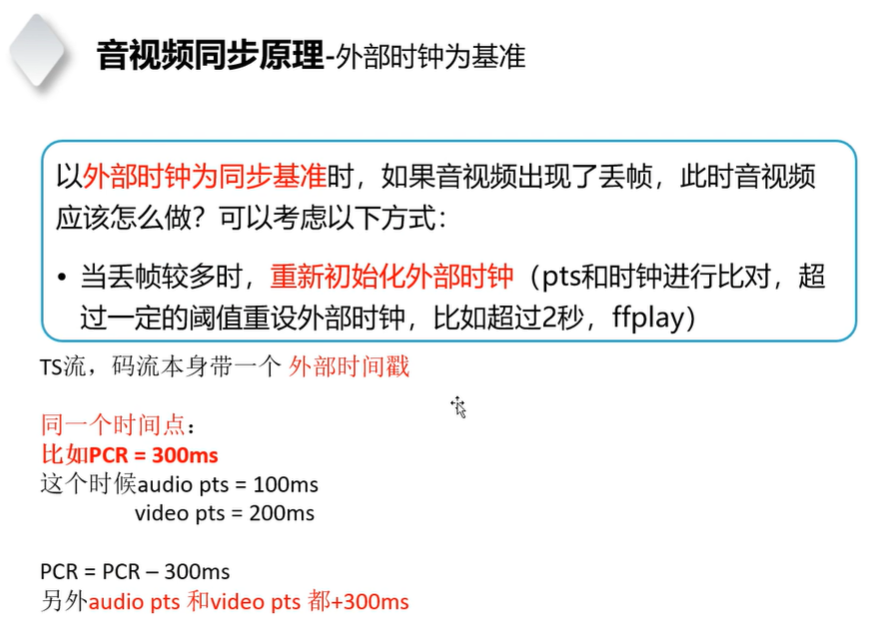 音视频同步原理-外部时钟为基准
以外部时钟为同步基准时，如果音视频出现了丢帧，此时音视频
应该怎么做？可以考虑以下方式：
• 当丢帧较多时，重新初始化外部时钟（pts和时钟进行比对，超
过一定的阈值重设外部时钟，比如超过2秒，ffplay）
TS流，码流本身带一个 外部时间戳
同一个时间点：
比如PCR = 300ms
这个时候audio pts = 100ms
video pts = 200ms
PCR = PCR – 300ms
另外audio pts 和video pts 都+300ms